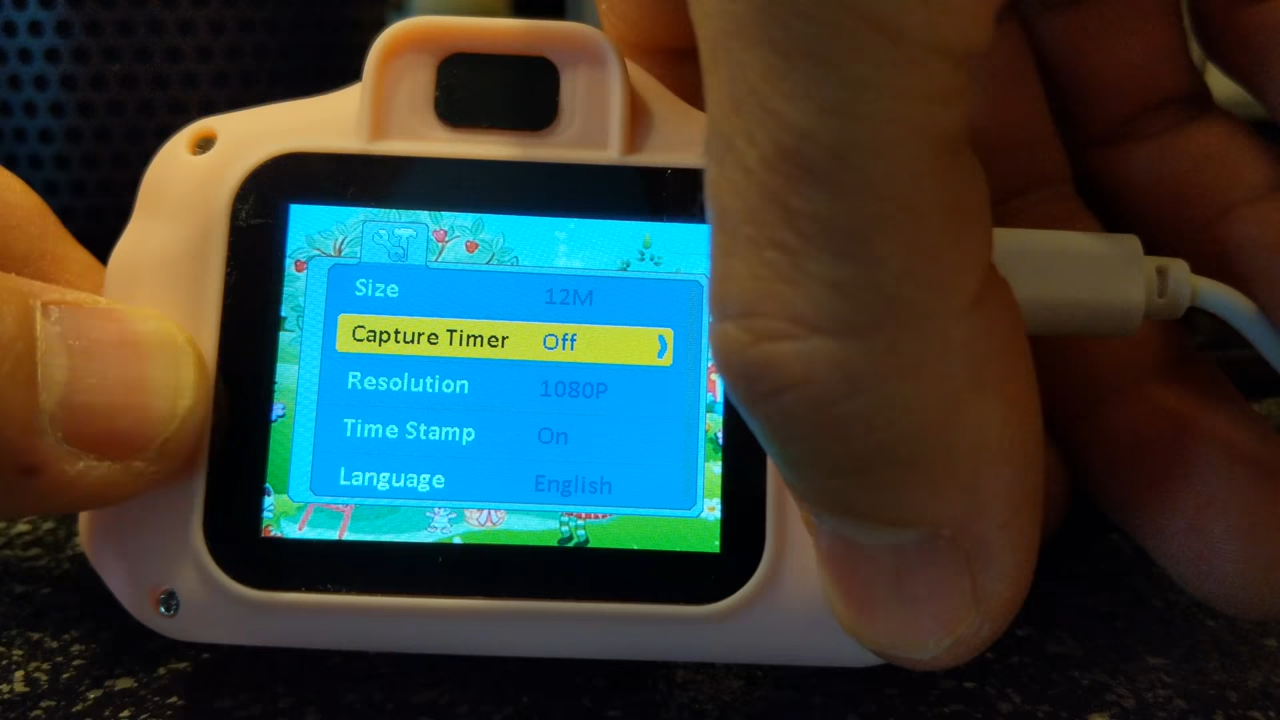 Size 12M
Capture Timer Off
Resolution 1080P
Time Stamp On
Language English